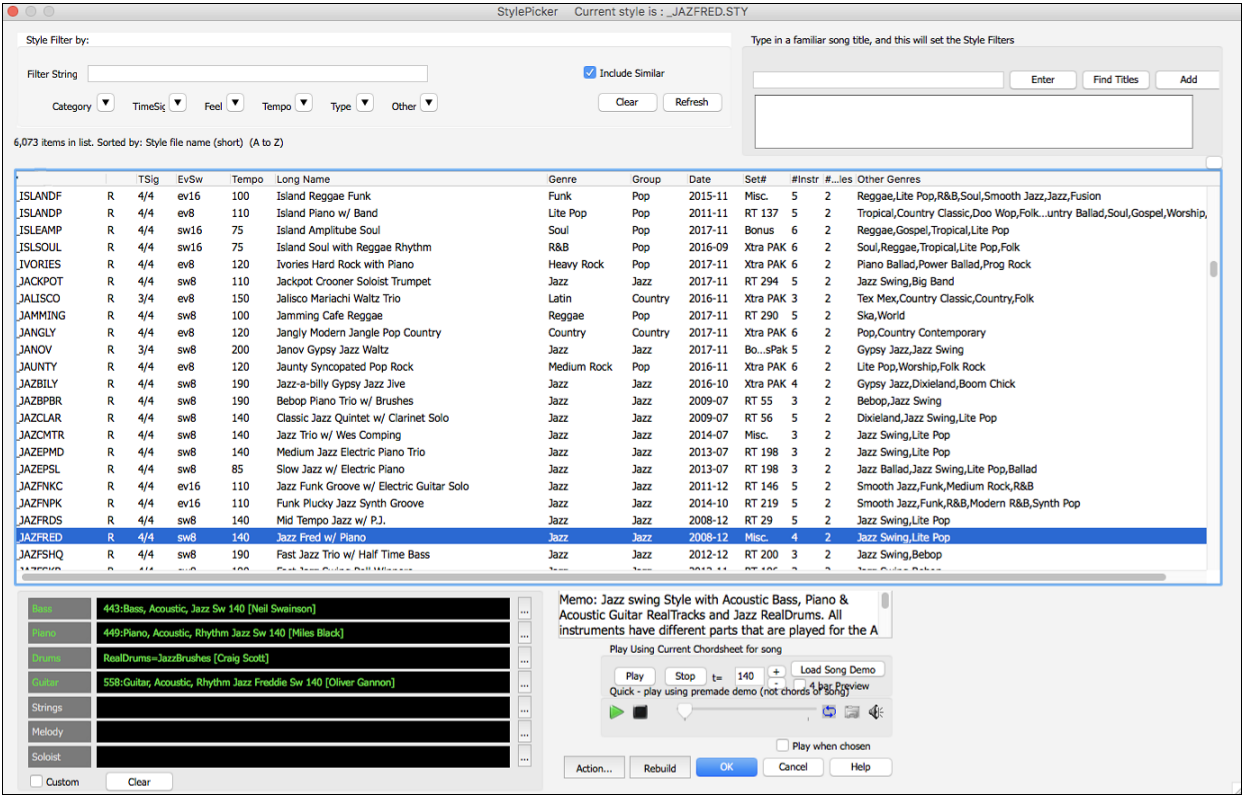 StylePicker Current style is : _JAZFRED.STY
Style Filter by:
Type in a familiar song title, and this will set the Style Filters
Filter String
Include Similar
Enter Find Titles Add
Category TimeSig Feel Tempo Type Other Clear Refresh
6,073 items in list. Sorted by: Style file name (short) (A to Z)
TSig EvSw Tempo Long Name Genre Group Date Set# #Instr #...les Other Genres
_ISLANDF R 4/4 ev16 100 Island Reggae Funk Funk Pop 2015-11 Misc. 5 2 Reggae,Lite Pop,R&B,Soul,Smooth Jazz,Jazz,Fusion
_ISLANDP R 4/4 ev8 110 Island Piano w/ Band Lite Pop Pop 2011-11 RT 137 5 2 Tropical,Country Classic,Doo Wop,Folk...untry Ballad,Soul,Gospel,Worship,
_ISLEAMP R 4/4 sw16 75 Island Amplitube Soul Soul Pop 2017-11 Bonus 6 2 Reggae,Gospel,Tropical,Lite Pop
_ISLSOUL R 4/4 sw16 75 Island Soul with Reggae Rhythm R&B Pop 2016-09 Xtra PAK 6 2 Soul,Reggae,Tropical,Lite Pop,Folk
_IVORIES R 4/4 ev8 120 Ivories Hard Rock with Piano Heavy Rock Pop 2017-11 Xtra PAK 6 2 Piano Ballad,Power Ballad,Prog Rock
_JACKPOT R 4/4 sw8 110 Jackpot Crooner Soloist Trumpet Jazz Jazz 2017-11 RT 294 5 2 Jazz Swing,Big Band
_JALISCO R 3/4 ev8 150 Jalisco Mariachi Waltz Trio Latin Country 2016-11 Xtra PAK 3 2 Tex Mex,Country Classic,Country,Folk
_JAMMING R 4/4 sw8 100 Jamming Cafe Reggae Reggae Pop 2017-11 RT 290 5 2 Ska,World
_JANGLY R 4/4 ev8 120 Jangly Modern Jangle Pop Country Country Country 2017-11 Xtra PAK 6 2 Pop,Country Contemporary
_JANOV R 3/4 sw8 200 Janov Gypsy Jazz Waltz Jazz Jazz 2017-11 Bo...sPak 5 2 Gypsy Jazz,Jazz Swing
_JAUNTY R 4/4 ev8 120 Jaunty Syncopated Pop Rock Medium Rock Pop 2016-11 Xtra PAK 6 2 Lite Pop,Worship,Folk Rock
_JAZBILY R 4/4 sw8 190 Jazz-a-billy Gypsy Jazz Jive Jazz Jazz 2016-10 Xtra PAK 4 2 Gypsy Jazz,Dixieland,Boom Chick
_JAZBPBR R 4/4 sw8 190 Bebop Piano Trio w/ Brushes Jazz Jazz 2009-07 RT 55 3 2 Bebop,Jazz Swing
_JAZCLAR R 4/4 sw8 140 Classic Jazz Quintet w/ Clarinet Solo Jazz Jazz 2009-07 RT 56 5 2 Dixieland,Jazz Swing,Lite Pop
_JAZCMTR R 4/4 sw8 140 Jazz Trio w/ Wes Comping Jazz Jazz 2014-07 Misc. 3 2 Jazz Swing,Lite Pop
_JAZEPMD R 4/4 sw8 140 Medium Jazz Electric Piano Trio Jazz Jazz 2013-07 RT 198 3 2 Jazz Swing,Lite Pop
_JAZEPSL R 4/4 sw8 85 Slow Jazz w/ Electric Piano Jazz Jazz 2013-07 RT 198 3 2 Jazz Ballad,Jazz Swing,Lite Pop,Ballad
_JAZFNKC R 4/4 ev16 110 Jazz Funk Groove w/ Electric Guitar Solo Jazz Jazz 2011-12 RT 146 5 2 Smooth Jazz,Funk,Medium Rock,R&B
_JAZFNPK R 4/4 ev16 110 Funk Plucky Jazz Synth Groove Jazz Jazz 2014-10 RT 219 5 2 Smooth Jazz,Funk,R&B,Modern R&B,Synth Pop
_JAZFRDS R 4/4 sw8 140 Mid Tempo Jazz w/ P.J. Jazz Jazz 2008-12 RT 29 5 2 Jazz Swing,Lite Pop
_JAZFRED R 4/4 sw8 140 Jazz Fred w/ Piano Jazz Jazz 2008-12 Misc. 4 2 Jazz Swing,Lite Pop
_JAZFSHQ R 4/4 sw8 190 Fast Jazz Trio w/ Half Time Bass Jazz Jazz 2012-12 RT 200 3 2 Jazz Swing,Bebop
Bass 443:Bass, Acoustic, Jazz Sw 140 [Neil Swainson] ...
Piano 449:Piano, Acoustic, Rhythm Jazz Sw 140 [Miles Black] ...
Drums RealDrums=JazzBrushes [Craig Scott] ...
Guitar 558:Guitar, Acoustic, Rhythm Jazz Freddie Sw 140 [Oliver Gannon] ...
Strings ...
Melody ...
Soloist ...
Custom Clear
Memo: Jazz swing Style with Acoustic Bass, Piano &
Acoustic Guitar RealTracks and Jazz RealDrums. All
instruments have different parts that are played for the A
Play Using Current Chordsheet for song
Play Stop t= 140 + - Load Song Demo
4 bar Preview
Quick - play using premade demo (not chords of song)
Play when chosen
Action... Rebuild OK Cancel Help